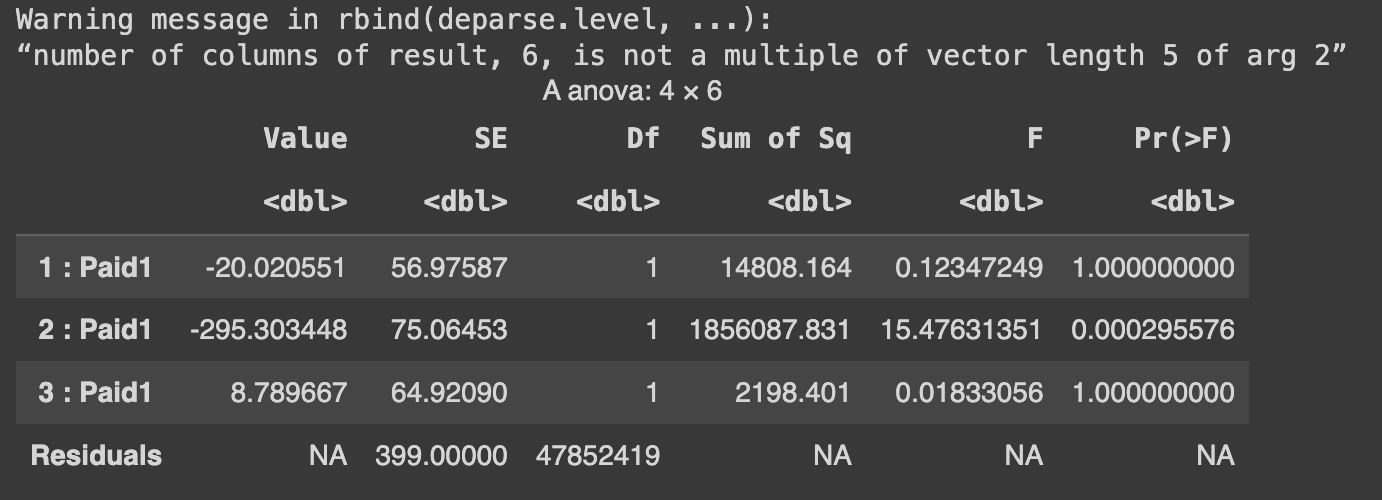 Warning message in rbind(deparse.level, ...):
“number of columns of result, 6, is not a multiple of vector length 5 of arg 2”
A anova: 4 × 6
Value SE Df Sum of Sq F Pr(>F)
<dbl> <dbl> <dbl> <dbl> <dbl> <dbl>
1 : Paid1 -20.020551 56.97587 1 14808.164 0.12347249 1.000000000
2 : Paid1 -295.303448 75.06453 1 1856087.831 15.47631351 0.000295576
3 : Paid1 8.789667 64.92090 1 2198.401 0.01833056 1.000000000
Residuals NA 399.00000 47852419 NA NA NA